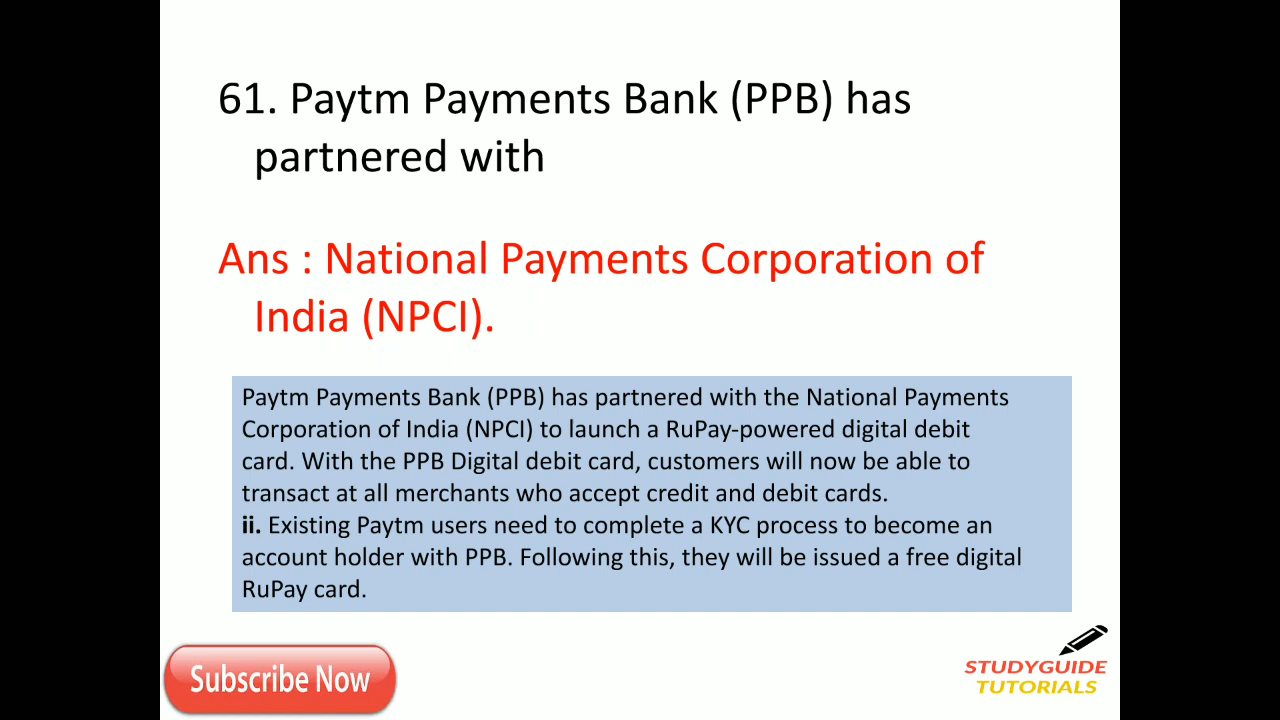 61. Paytm Payments Bank (PPB) has
partnered with
Ans : National Payments Corporation of
India (NPCI).
Paytm Payments Bank (PPB) has partnered with the National Payments
Corporation of India (NPCI) to launch a RuPay-powered digital debit
card. With the PPB Digital debit card, customers will now be able to
transact at all merchants who accept credit and debit cards.
ii. Existing Paytm users need to complete a KYC process to become an
account holder with PPB. Following this, they will be issued a free digital
RuPay card.
Subscribe Now
STUDYGUIDE
TUTORIALS